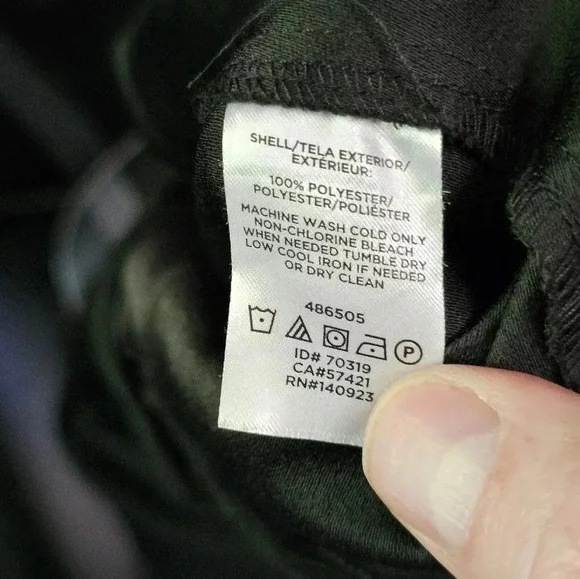 SHELL/TELA EXTERIOR/
EXTÉRIEUR:
100% POLYESTER/
POLYESTER/POLIÉSTER
MACHINE WASH COLD ONLY
NON-CHLORINE BLEACH
WHEN NEEDED TUMBLE DRY
LOW COOL IRON IF NEEDED
OR DRY CLEAN
486505
P
ID# 70319
CA#57421
RN#140923